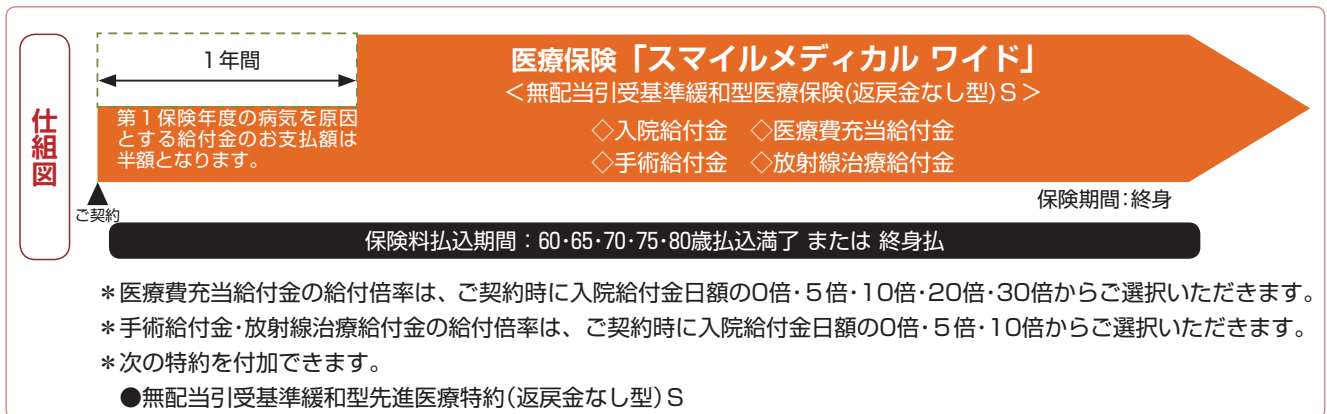 仕組図
1年間
第1保険年度の病気を原因
とする給付金のお支払額は
半額となります。
医療保険「スマイルメディカル ワイド」
＜無配当引受基準緩和型医療保険(返戻金なし型)S＞
◇入院給付金 ◇医療費充当給付金
◇手術給付金 ◇放射線治療給付金
ご契約
保険期間：終身
保険料払込期間：60・65・70・75・80歳払込満了 または 終身払
＊医療費充当給付金の給付倍率は、ご契約時に入院給付金日額の0倍・5倍・10倍・20倍・30倍からご選択いただきます。
＊手術給付金・放射線治療給付金の給付倍率は、ご契約時に入院給付金日額の0倍・5倍・10倍からご選択いただきます。
＊次の特約を付加できます。
●無配当引受基準緩和型先進医療特約(返戻金なし型)S